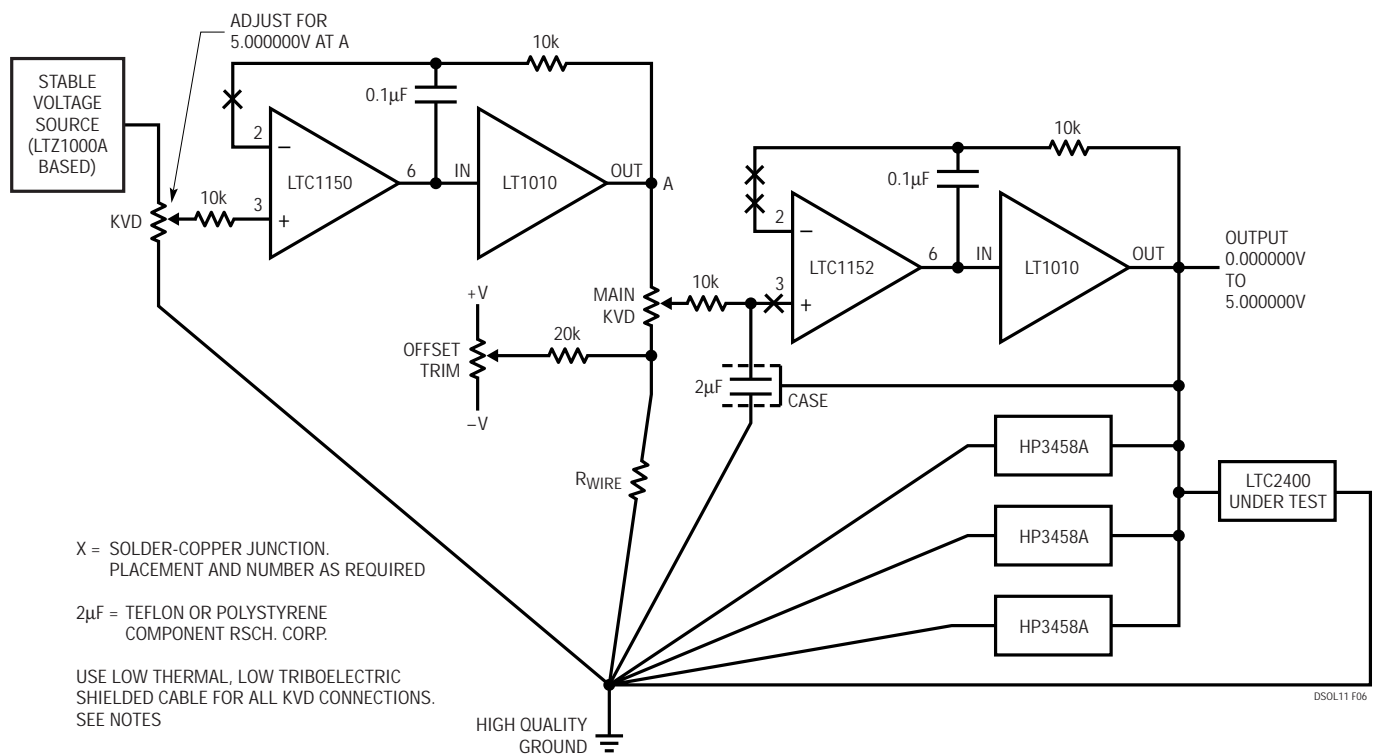 ADJUST FOR
5.000000V AT A
STABLE
VOLTAGE
SOURCE
(LTZ1000A
BASED)
KVD
10k
10k
0.1µF
2
–
3
+
LTC1150
6
IN
LT1010
OUT
A
+V
OFFSET
TRIM
–V
20k
MAIN
KVD
10k
10k
0.1µF
2
–
3
+
LTC1152
6
IN
LT1010
OUT
OUTPUT
0.000000V
TO
5.000000V
2µF
CASE
RWIRE
HP3458A
HP3458A
HP3458A
LTC2400
UNDER TEST
X = SOLDER-COPPER JUNCTION.
PLACEMENT AND NUMBER AS REQUIRED
2µF = TEFLON OR POLYSTYRENE
COMPONENT RSCH. CORP.
USE LOW THERMAL, LOW TRIBOELECTRIC
SHIELDED CABLE FOR ALL KVD CONNECTIONS.
SEE NOTES
HIGH QUALITY
GROUND
DSOL11 F06